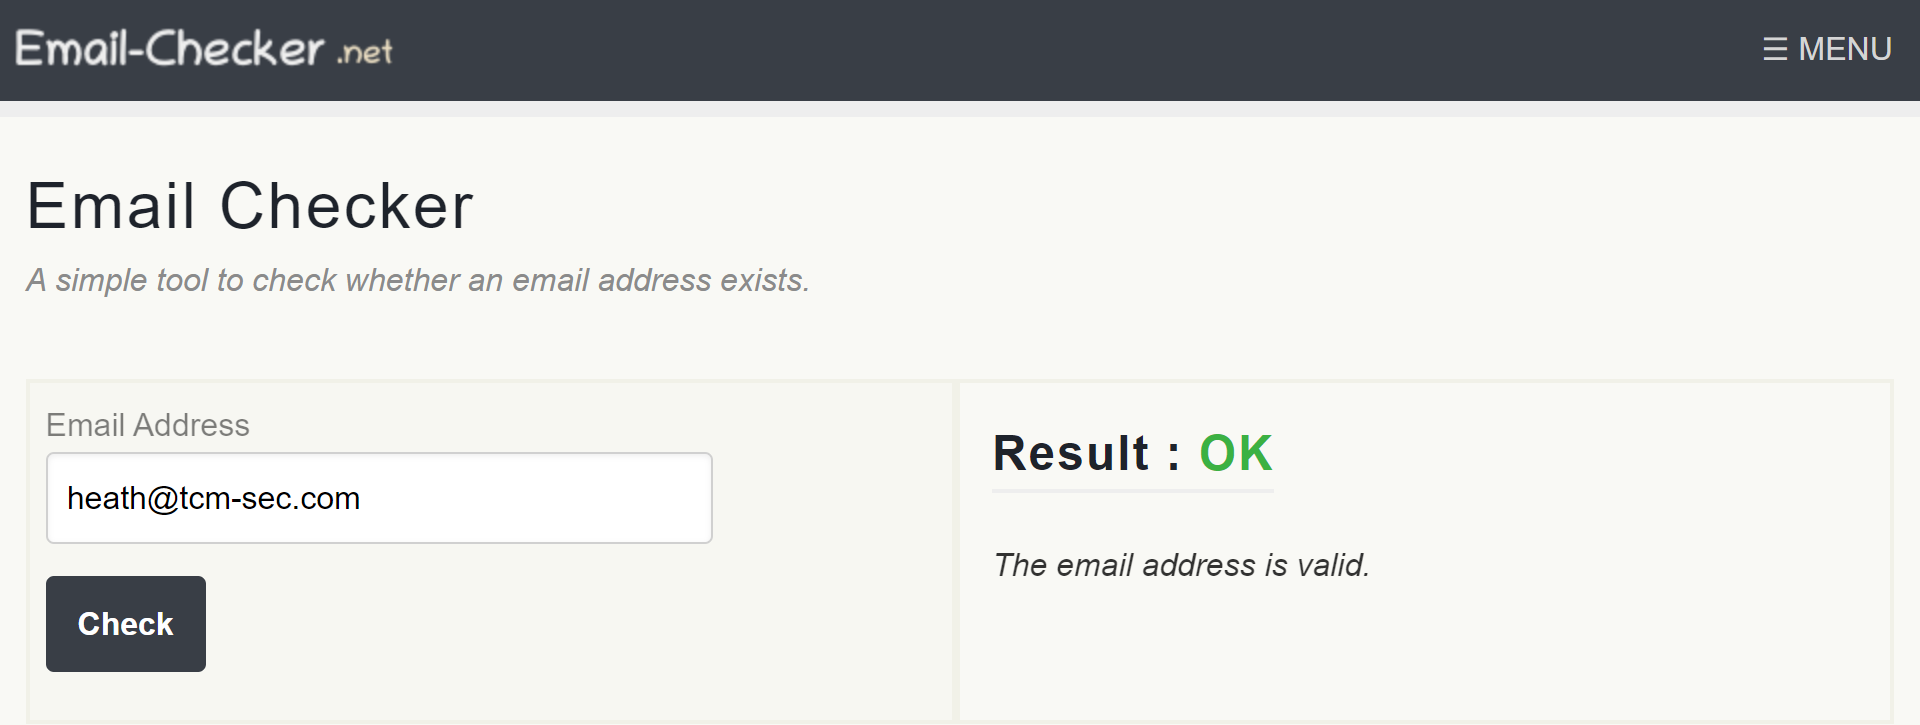 Email-Checker .net
☰ MENU
Email Checker
A simple tool to check whether an email address exists.
Email Address
heath@tcm-sec.com
Check
Result : OK
The email address is valid.